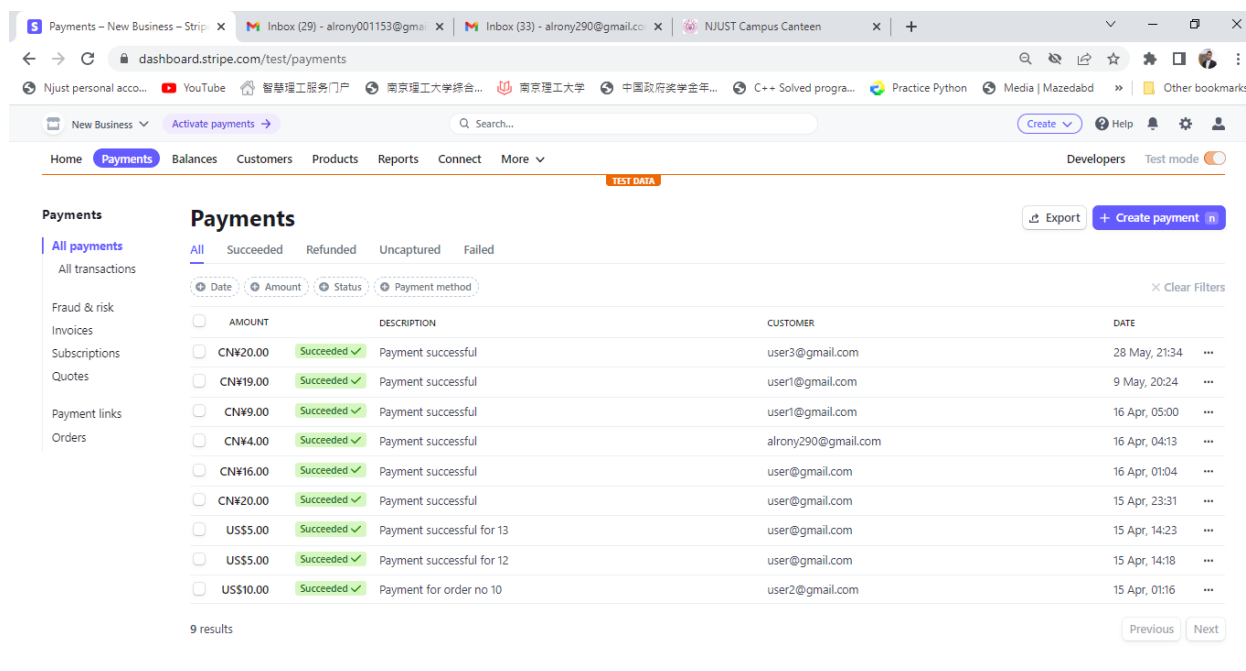 Payments – New Business – Strip
Inbox (29) - alrony001153@gmai
Inbox (33) - alrony290@gmail.co
NJUST Campus Canteen
dashboard.stripe.com/test/payments
Njust personal acco... YouTube 智慧理工服务门户 南京理工大学综合... 南京理工大学 中国政府奖学金年... C++ Solved progra... Practice Python Media | Mazedabd » Other bookmarks
New Business Activate payments → Search... Create Help
Home Payments Balances Customers Products Reports Connect More Developers Test mode
TEST DATA
Payments
All payments
All transactions
Fraud & risk
Invoices
Subscriptions
Quotes
Payment links
Orders
Payments Export + Create payment n
All Succeeded Refunded Uncaptured Failed
Date Amount Status Payment method Clear Filters
AMOUNT DESCRIPTION CUSTOMER DATE
CN¥20.00 Succeeded ✓ Payment successful user3@gmail.com 28 May, 21:34 ...
CN¥19.00 Succeeded ✓ Payment successful user1@gmail.com 9 May, 20:24 ...
CN¥9.00 Succeeded ✓ Payment successful user1@gmail.com 16 Apr, 05:00 ...
CN¥4.00 Succeeded ✓ Payment successful alrony290@gmail.com 16 Apr, 04:13 ...
CN¥16.00 Succeeded ✓ Payment successful user@gmail.com 16 Apr, 01:04 ...
CN¥20.00 Succeeded ✓ Payment successful user@gmail.com 15 Apr, 23:31 ...
US$5.00 Succeeded ✓ Payment successful for 13 user@gmail.com 15 Apr, 14:23 ...
US$5.00 Succeeded ✓ Payment successful for 12 user@gmail.com 15 Apr, 14:18 ...
US$10.00 Succeeded ✓ Payment for order no 10 user2@gmail.com 15 Apr, 01:16 ...
9 results Previous Next